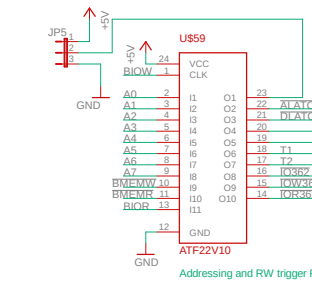 JP5
+5V
1
2
3
GND
U$59
+5V
24 VCC
BIOW 1 CLK
A0 2 I1 O1 23
A1 3 I2 O2 22
A2 4 I3 O3 21
A3 5 I4 O4 20
A4 6 I5 O5 19
A5 7 I6 O6 18 T1
A6 8 I7 O7 17 T2
A7 9 I8 O8 16 IO362
BMEMW 10 I9 O9 15
BMEMR 11 I10 O10 14
BIOR 13 I11
12 GND
GND
ATF22V10
Addressing and RW trigger